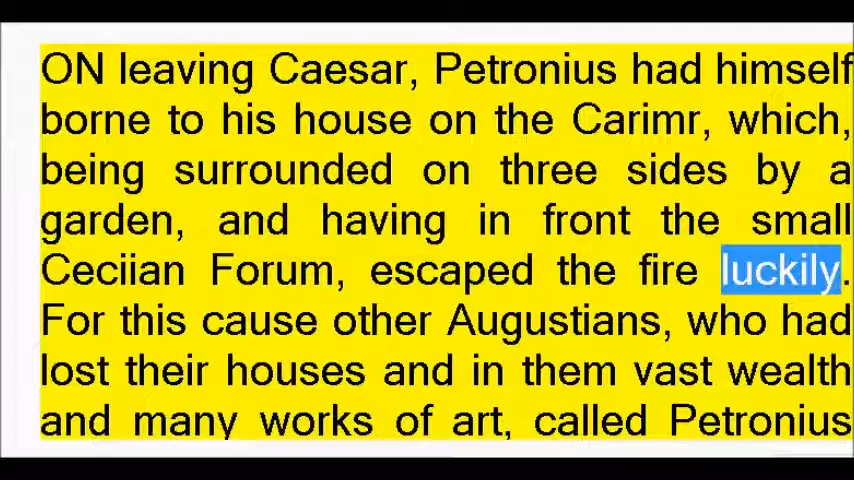 ON leaving Caesar, Petronius had himself
borne to his house on the Carimr, which,
being surrounded on three sides by a
garden, and having in front the small
Ceciian Forum, escaped the fire luckily.
For this cause other Augustians, who had
lost their houses and in them vast wealth
and many works of art, called Petronius